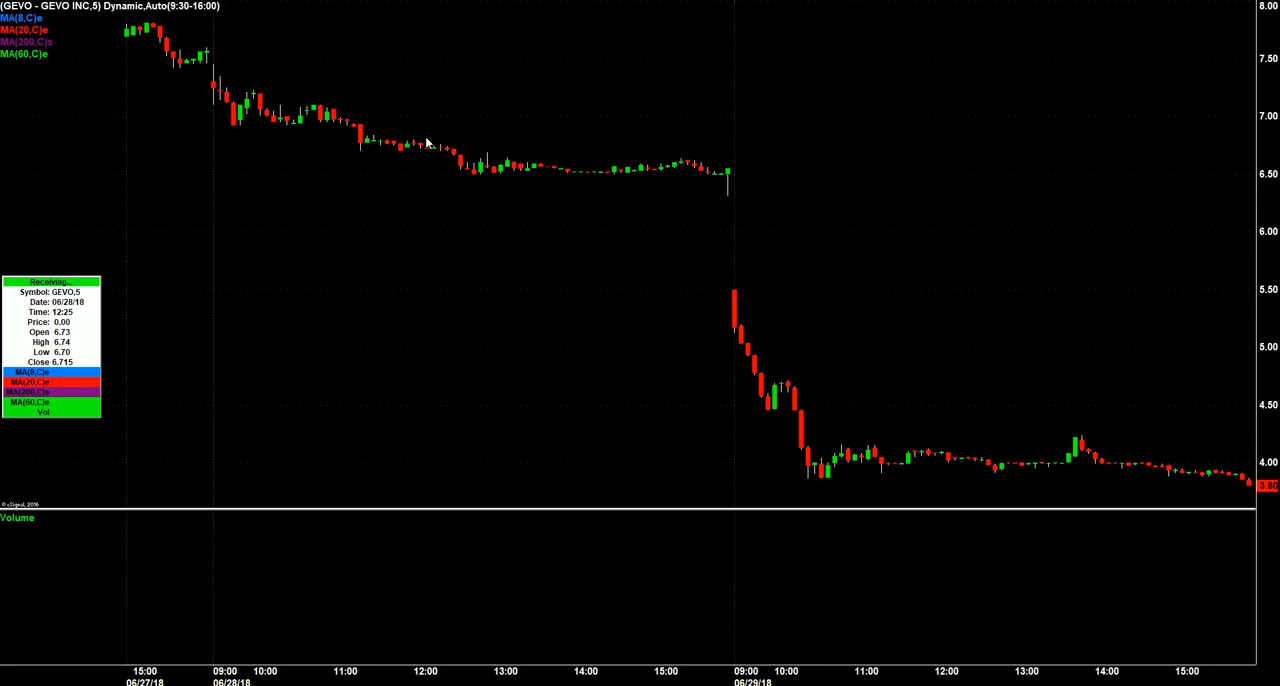 (GEVO - GEVO INC,5) Dynamic,Auto(9:30-16:00)
MA(8,C)e
MA(20,C)e
MA(200,C)s
MA(60,C)e
8.00
7.50
7.00
6.50
6.00
5.50
5.00
4.50
4.00
3.80
Receiving...
Symbol: GEVO,5
Date: 06/28/18
Time: 12:25
Price: 0.00
Open 6.73
High 6.74
Low 6.70
Close 6.715
MA(8,C)e
MA(20,C)e
MA(200,C)s
MA(60,C)e
Vol
© eSignal, 2016
Volume
15:00 09:00 10:00 11:00 12:00 13:00 14:00 15:00 09:00 10:00 11:00 12:00 13:00 14:00 15:00
06/27/18 06/28/18 06/29/18